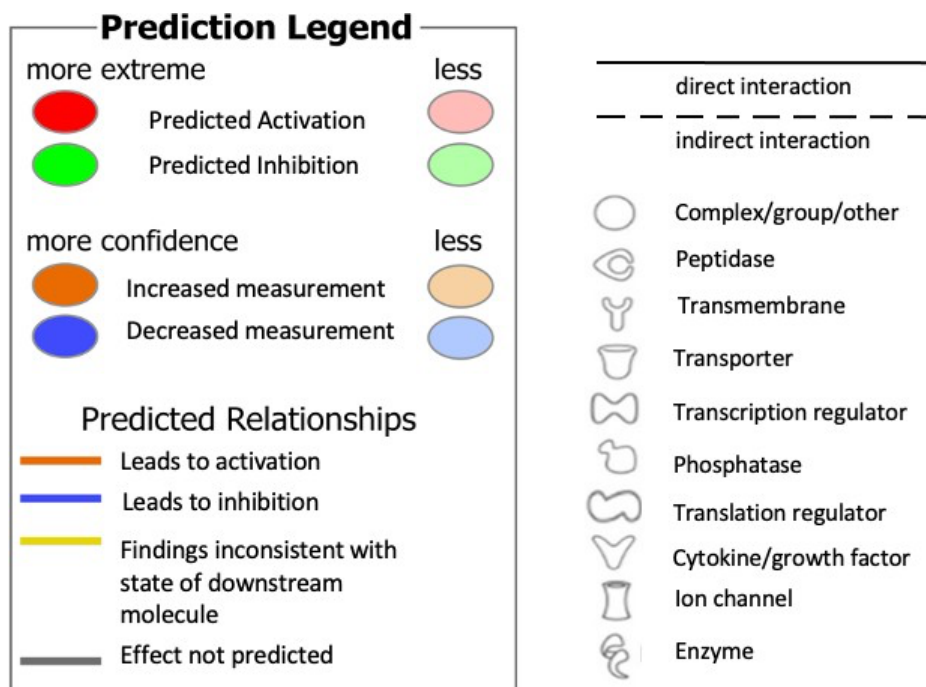 Prediction Legend
more extreme less
Predicted Activation
Predicted Inhibition
more confidence less
Increased measurement
Decreased measurement
Predicted Relationships
Leads to activation
Leads to inhibition
Findings inconsistent with
state of downstream
molecule
Effect not predicted
direct interaction
indirect interaction
Complex/group/other
Peptidase
Transmembrane
Transporter
Transcription regulator
Phosphatase
Translation regulator
Cytokine/growth factor
Ion channel
Enzyme